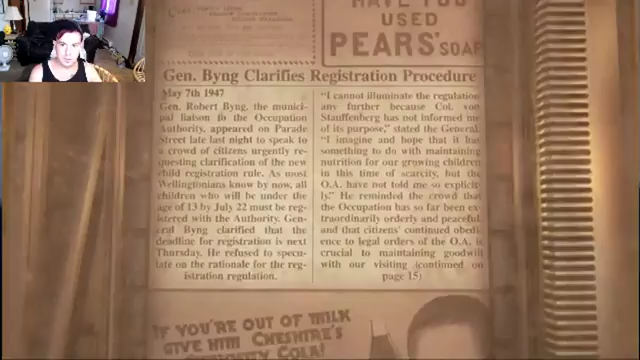 HAVE YOU
USED
PEARS' SOAP
Gen. Byng Clarifies Registration Procedure
May 7th 1947
Gen. Robert Byng, the munici-
pal liaison to the Occupation
Authority, appeared on Parade
Street late last night to speak to
a crowd of citizens urgently re-
questing clarification of the new
child registration rule. As most
Wellingtonians know by now, all
children who will be under the
age of 13 by July 22 must be reg-
istered with the Authority. Gen-
eral Byng clarified that the
deadline for registration is next
Thursday. He refused to specu-
late on the rationale for the reg-
istration regulation.
"I cannot illuminate the regulation
any further because Col. von
Stauffenberg has not informed me
of its purpose," stated the General.
"I imagine and hope that it has
something to do with maintaining
nutrition for our growing children
in this time of scarcity, but the
O.A. have not told me so explicit-
ly." He reminded the crowd that
the Occupation has so far been ex-
traordinarily orderly and peaceful
and that citizens' continued obedi-
ence to legal orders of the O.A. is
crucial to maintaining goodwill
with our visiting (continued on
page 15)
IF YOU'RE OUT OF MILK
GIVE HIM CHESHIRE'S
COLA!